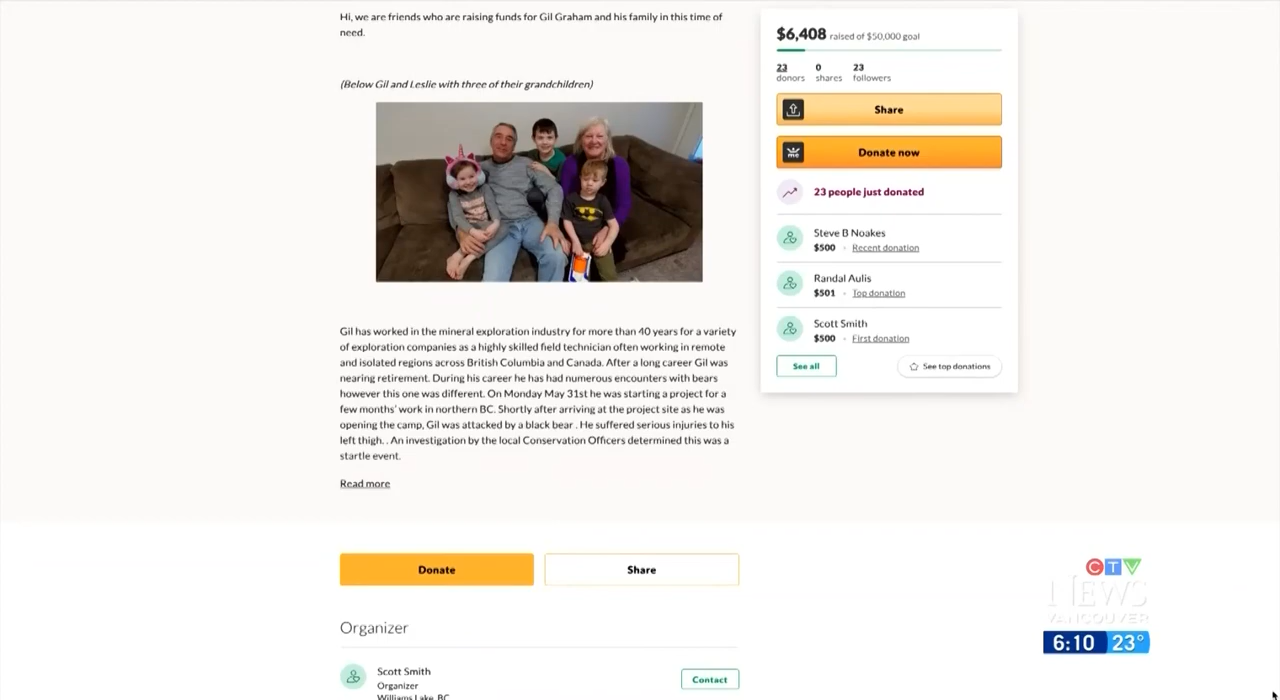 Hi, we are friends who are raising funds for Gil Graham and his family in this time of
need.
(Below Gil and Leslie with three of their grandchildren)
Gil has worked in the mineral exploration industry for more than 40 years for a variety
of exploration companies as a highly skilled field technician often working in remote
and isolated regions across British Columbia and Canada. After a long career Gil was
nearing retirement. During his career he has had numerous encounters with bears
however this one was different. On Monday May 31st he was starting a project for a
few months' work in northern BC. Shortly after arriving at the project site as he was
opening the camp, Gil was attacked by a black bear . He suffered serious injuries to his
left thigh. . An investigation by the local Conservation Officers determined this was a
startle event.
Read more
Donate
Share
Organizer
Scott Smith
Organizer
Williams Lake, BC
Contact
$6,408 raised of $50,000 goal
23 donors
0 shares
23 followers
Share
me
Donate now
23 people just donated
Steve B Noakes
$500 · Recent donation
Randal Aulis
$501 · Top donation
Scott Smith
$500 · First donation
See all
See top donations
CTV
NEWS
VANCOUVER
6:10 23°